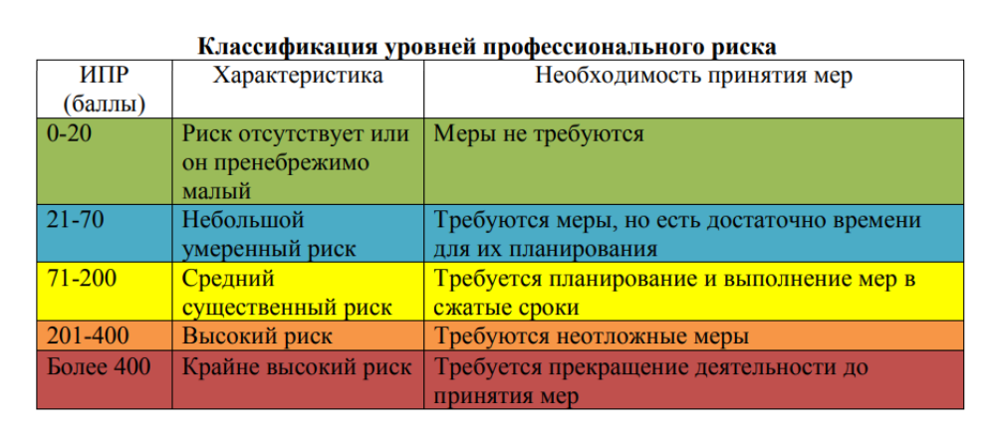 Классификация уровней профессионального риска
ИПР
(баллы)
Характеристика
Необходимость принятия мер
0-20
Риск отсутствует или
он пренебрежимо
малый
Меры не требуются
21-70
Небольшой
умеренный риск
Требуются меры, но есть достаточно времени
для их планирования
71-200
Средний
существенный риск
Требуется планирование и выполнение мер в
сжатые сроки
201-400
Высокий риск
Требуются неотложные меры
Более 400
Крайне высокий риск
Требуется прекращение деятельности до
принятия мер